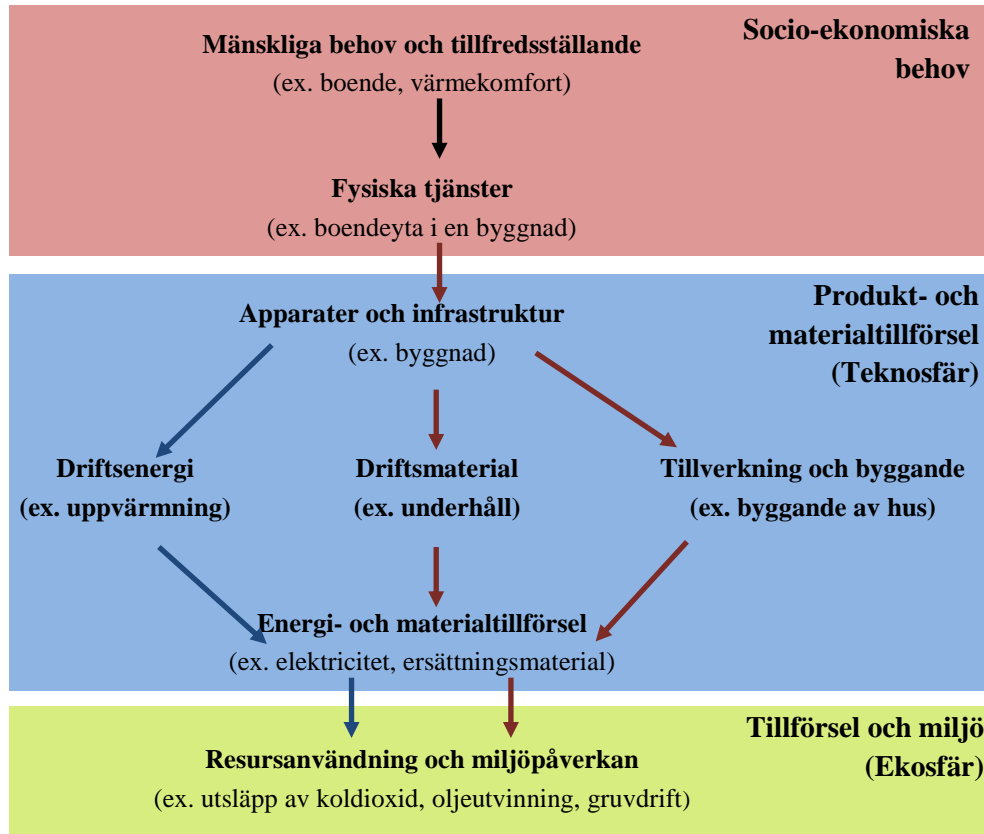 Socio-ekonomiska
behov
Mänskliga behov och tillfredsställande
(ex. boende, värmekomfort)
Fysiska tjänster
(ex. boendeyta i en byggnad)
Produkt- och
materialtillförsel
(Teknosfär)
Apparater och infrastruktur
(ex. byggnad)
Driftsenergi
(ex. uppvärmning)
Driftsmaterial
(ex. underhåll)
Tillverkning och byggande
(ex. byggande av hus)
Energi- och materialtillförsel
(ex. elektricitet, ersättningsmaterial)
Tillförsel och miljö
(Ekosfär)
Resursanvändning och miljöpåverkan
(ex. utsläpp av koldioxid, oljeutvinning, gruvdrift)